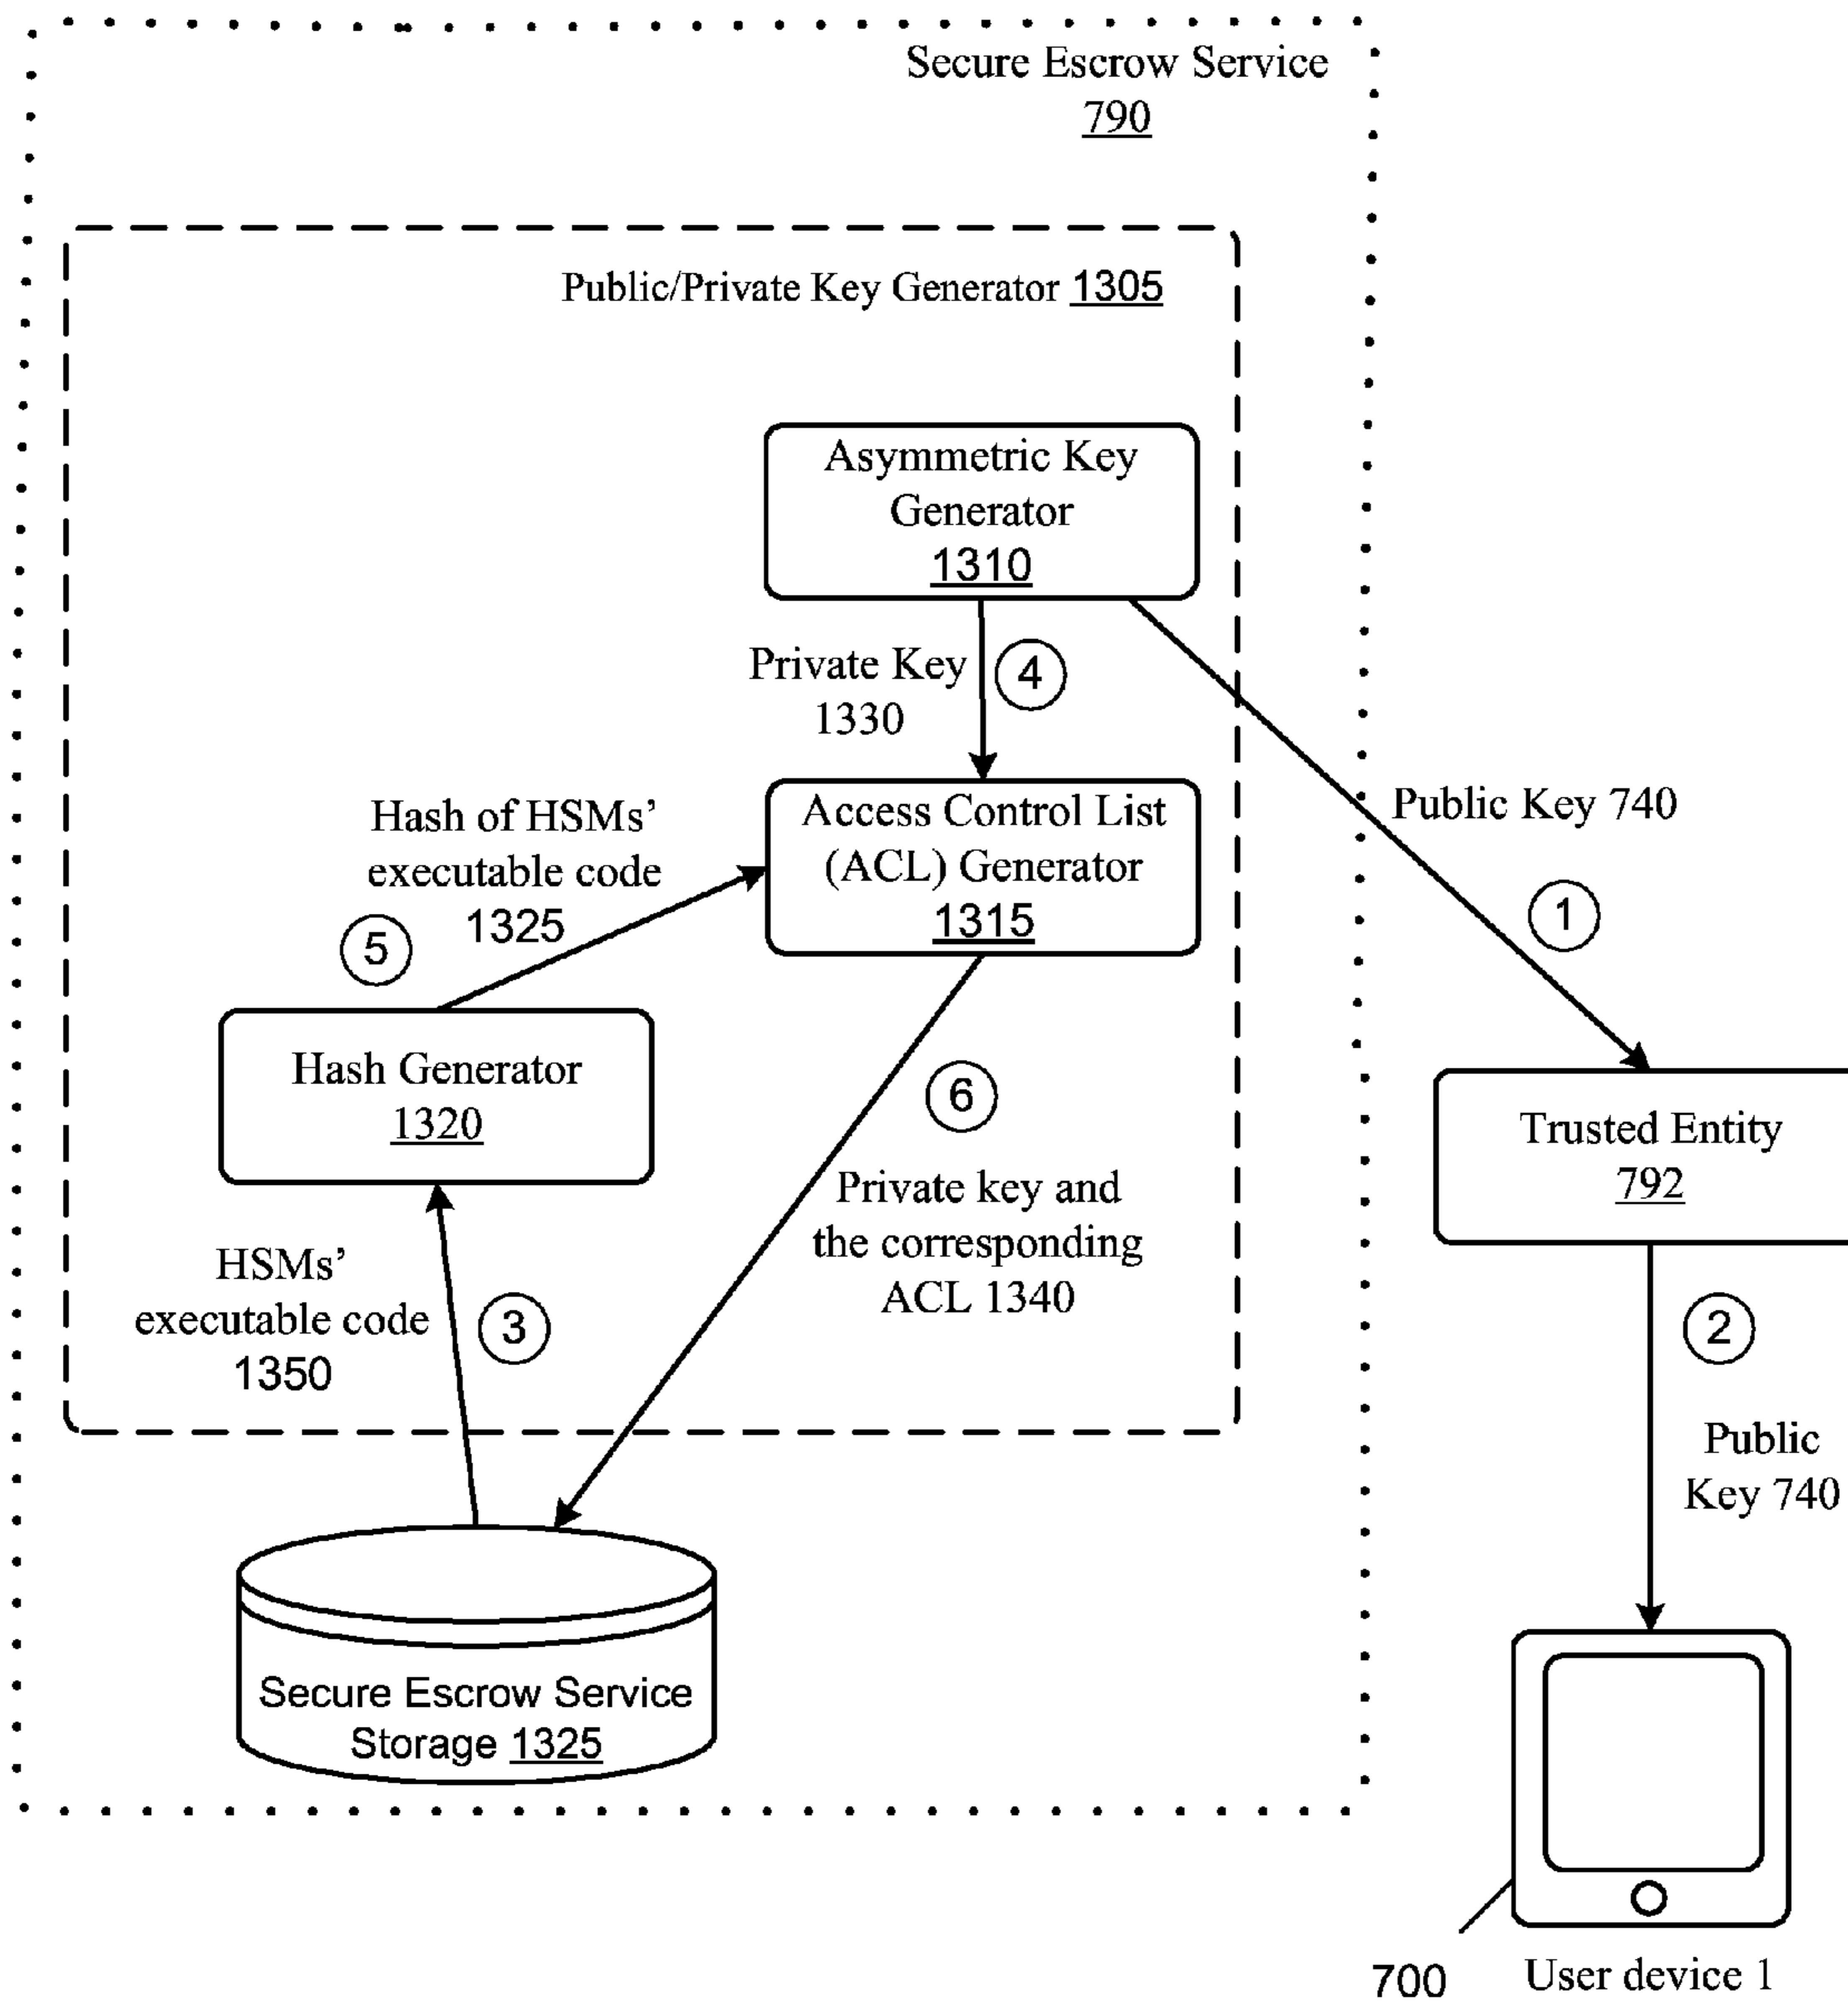 Secure Escrow Service
790
Public/Private Key Generator 1305
Asymmetric Key
Generator
1310
Private Key
1330
4
Hash of HSMs’
executable code
1325
5
Access Control List
(ACL) Generator
1315
Public Key 740
1
Hash Generator
1320
6
Private key and
the corresponding
ACL 1340
Trusted Entity
792
HSMs’
executable code
1350
3
2
Public
Key 740
Secure Escrow Service
Storage 1325
700
User device 1